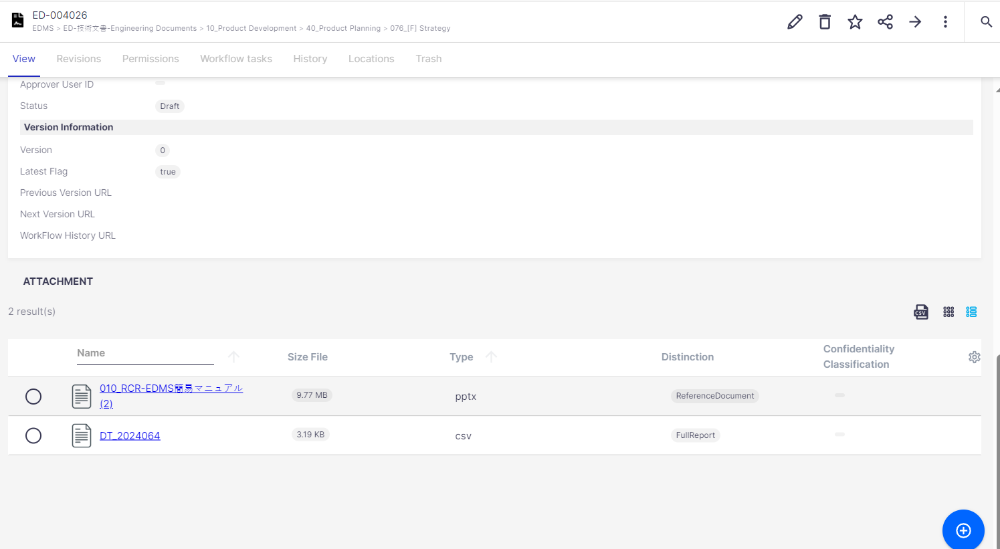 ED-004026
EDMS > ED-技術文書-Engineering Documents > 10_Product Development > 40_Product Planning > 076_[F] Strategy
View Revisions Permissions Workflow tasks History Locations Trash
Approver User ID
Status Draft
Version Information
Version 0
Latest Flag true
Previous Version URL
Next Version URL
WorkFlow History URL
ATTACHMENT
2 result(s)
CSV
Name Size File Type Distinction Confidentiality
Classification
010_RCR-EDMS簡易マニュアル
(2) 9.77 MB pptx ReferenceDocument
DT_2024064 3.19 KB csv FullReport